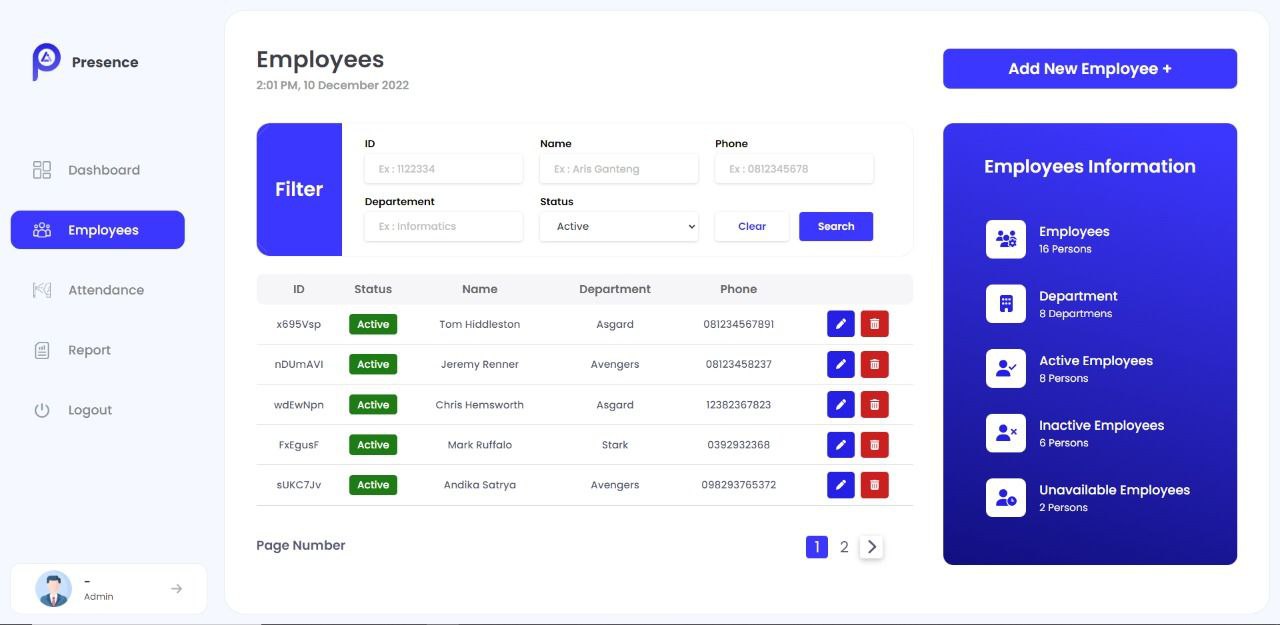 Presence
Dashboard
Employees
Attendance
Report
Logout
-
Admin
Employees
2:01 PM, 10 December 2022
Add New Employee +
Filter
ID Name Phone
Ex : 1122334 Ex : Aris Ganteng Ex : 0812345678
Departement Status
Ex : Informatics Active Clear Search
ID Status Name Department Phone
x695Vsp Active Tom Hiddleston Asgard 081234567891
nDUmAVI Active Jeremy Renner Avengers 08123458237
wdEwNpn Active Chris Hemsworth Asgard 12382367823
FxEgusF Active Mark Ruffalo Stark 0392932368
sUKC7Jv Active Andika Satrya Avengers 098293765372
Page Number 1 2
Employees Information
Employees
16 Persons
Department
8 Departmens
Active Employees
8 Persons
Inactive Employees
6 Persons
Unavailable Employees
2 Persons